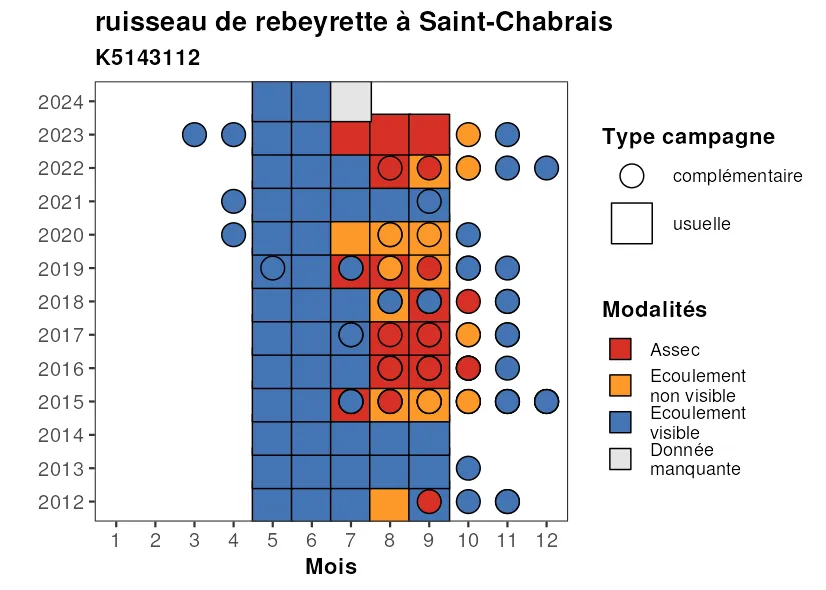 ruisseau de rebeyrette à Saint-Chabrais
K5143112
2024
2023
2022
2021
2020
2019
2018
2017
2016
2015
2014
2013
2012
1 2 3 4 5 6 7 8 9 10 11 12
Mois
Type campagne
complémentaire
usuelle
Modalités
Assec
Ecoulement
non visible
Ecoulement
visible
Donnée
manquante